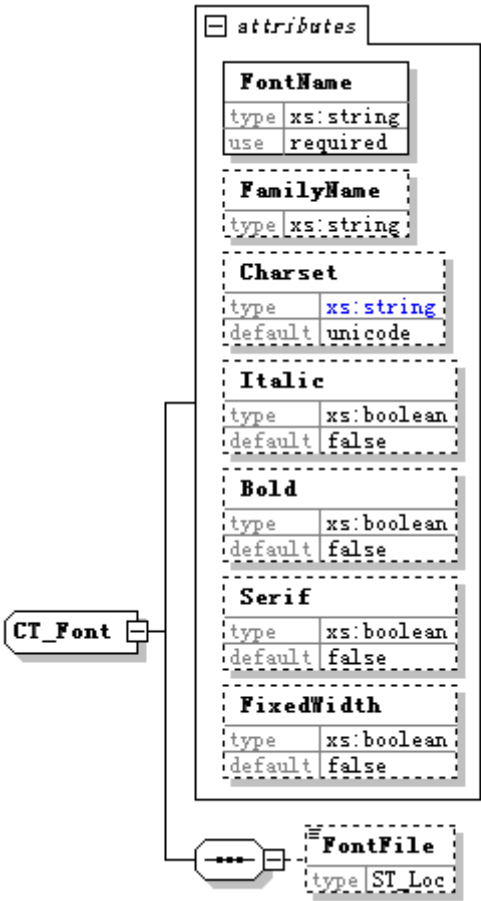 attributes
FontName
type xs:string
use required
FamilyName
type xs:string
Charset
type xs:string
default unicode
Italic
type xs:boolean
default false
Bold
type xs:boolean
default false
Serif
type xs:boolean
default false
FixedWidth
type xs:boolean
default false
CT_Font
FontFile
type ST_Loc